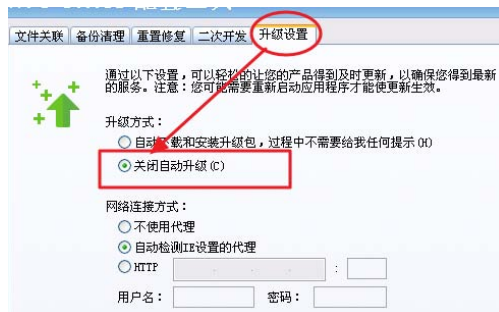 文件关联 备份清理 重置修复 二次开发 升级设置
通过以下设置，可以轻松的让您的产品得到及时更新，以确保您得到最新
的服务。注意：您可能需要重新启动应用程序才能使更新生效。
升级方式：
自动下载和安装升级包，过程中不需要给我任何提示(H)
关闭自动升级(C)
网络连接方式：
不使用代理
自动检测IE设置的代理
HTTP . . . :
用户名： 密码：